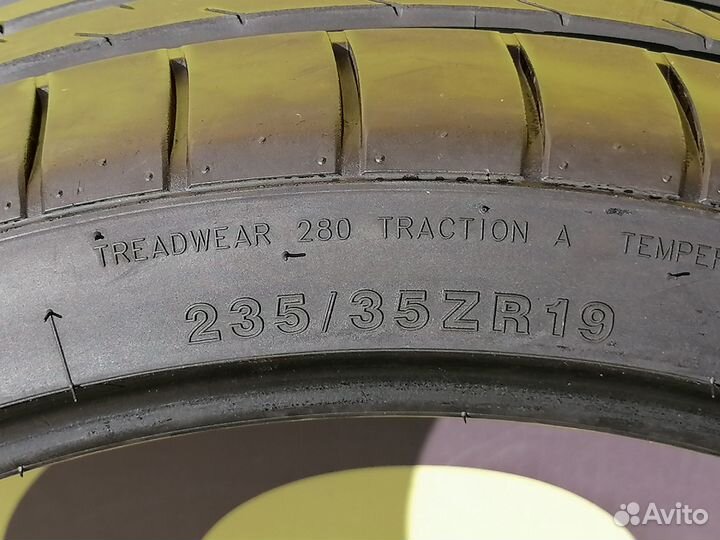 TREADWEAR 280 TRACTION A TEMPER
235/35ZR19
Avito